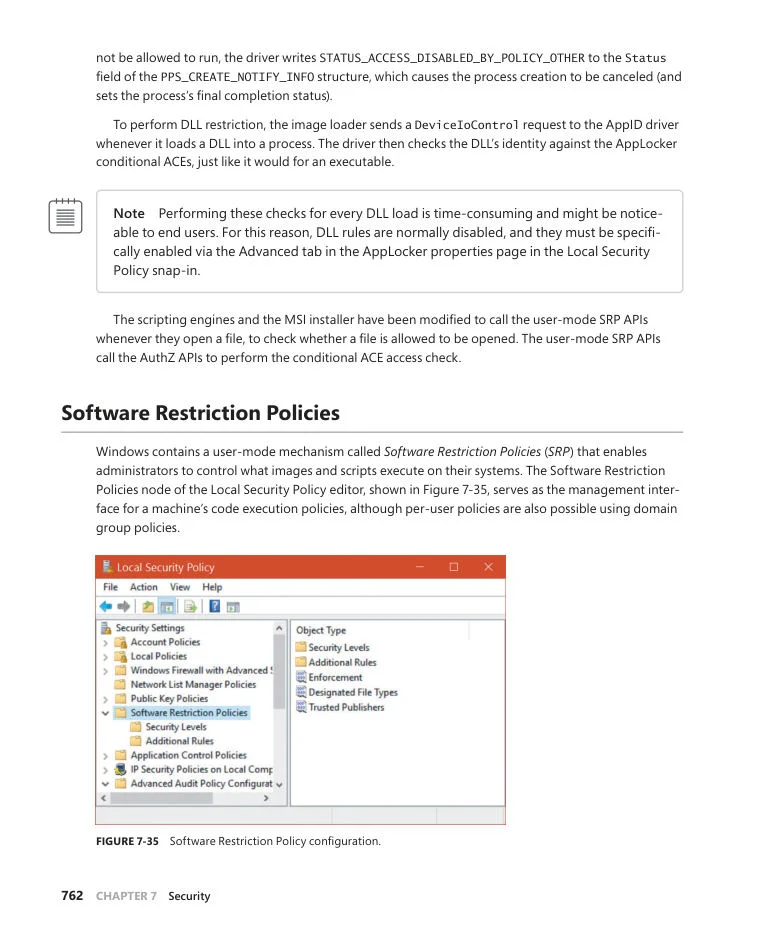 not be allowed to run, the driver writes STATUS_ACCESS_DISABLED_BY_POLICY_OTHER to the Status
field of the PPS_CREATE_NOTIFY_INFO structure, which causes the process creation to be canceled (and
sets the process's final completion status).
To perform DLL restriction, the image loader sends a DeviceIoControl request to the AppID driver
whenever it loads a DLL into a process. The driver then checks the DLL's identity against the AppLocker
conditional ACEs, just like it would for an executable.
Note Performing these checks for every DLL load is time-consuming and might be notice-
able to end users. For this reason, DLL rules are normally disabled, and they must be specifi-
cally enabled via the Advanced tab in the AppLocker properties page in the Local Security
Policy snap-in.
The scripting engines and the MSI installer have been modified to call the user-mode SRP APIs
whenever they open a file, to check whether a file is allowed to be opened. The user-mode SRP APIs
call the AuthZ APIs to perform the conditional ACE access check.
Software Restriction Policies
Windows contains a user-mode mechanism called Software Restriction Policies (SRP) that enables
administrators to control what images and scripts execute on their systems. The Software Restriction
Policies node of the Local Security Policy editor, shown in Figure 7-35, serves as the management inter-
face for a machine's code execution policies, although per-user policies are also possible using domain
group policies.
Local Security Policy
File Action View Help
Security Settings
Account Policies
Local Policies
Windows Firewall with Advanced S
Network List Manager Policies
Public Key Policies
Software Restriction Policies
Security Levels
Additional Rules
Application Control Policies
IP Security Policies on Local Comp
Advanced Audit Policy Configurat
Object Type
Security Levels
Additional Rules
Enforcement
Designated File Types
Trusted Publishers
FIGURE 7-35 Software Restriction Policy configuration.
762 CHAPTER 7 Security